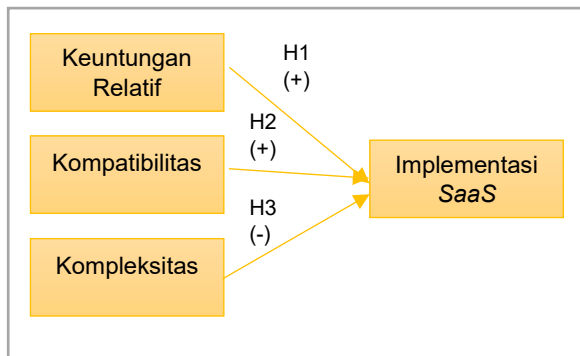 Keuntungan
Relatif
H1
(+)
H2
(+)
Kompatibilitas
Implementasi
SaaS
H3
(-)
Kompleksitas